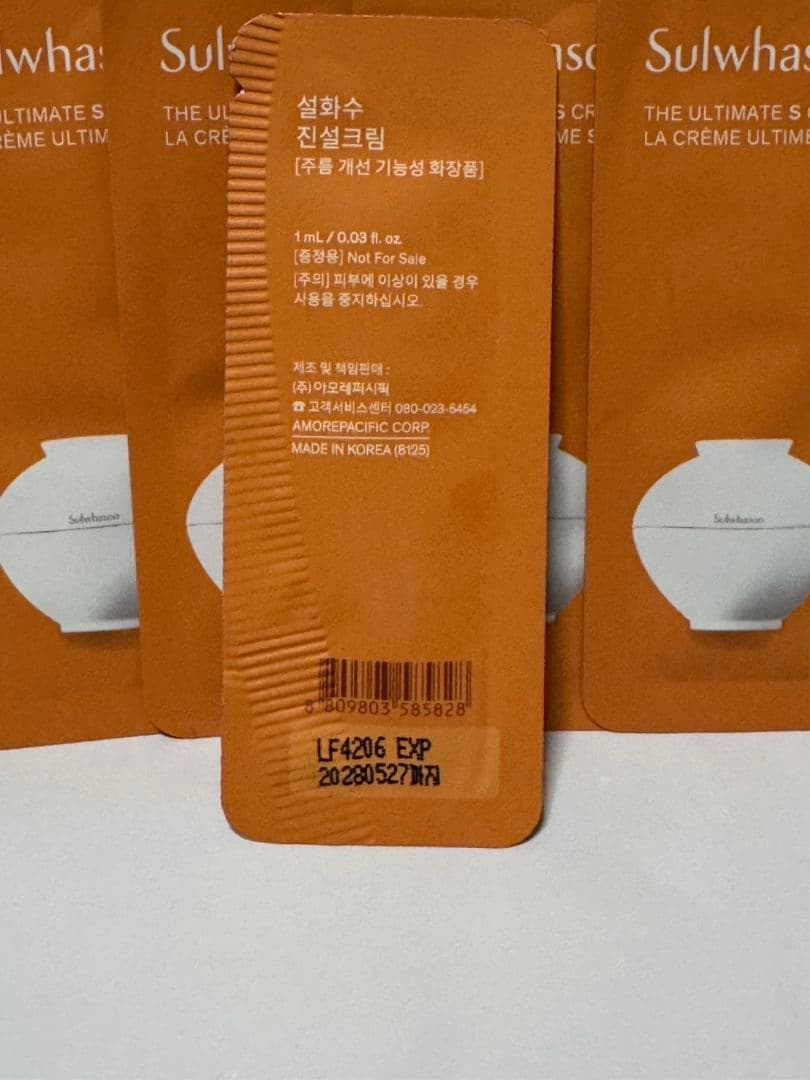 Sulwhas
THE ULTIMATE S
LA CRÈME ULTIME
THE UL
LA CRÈ
설화수
진설크림
[주름 개선 기능성 화장품]
1 mL / 0.03 fl. oz.
[증정용] Not For Sale
[주의] 피부에 이상이 있을 경우
사용을 중지하십시오.
제조 및 책임판매 :
(주)아모레퍼시픽
☎ 고객서비스센터 080-023-5454
AMOREPACIFIC CORP.
MADE IN KOREA (8125)
Sulwhasoo
Sulwhasoo
8 809803 585828
LF4206 EXP
20280527까지